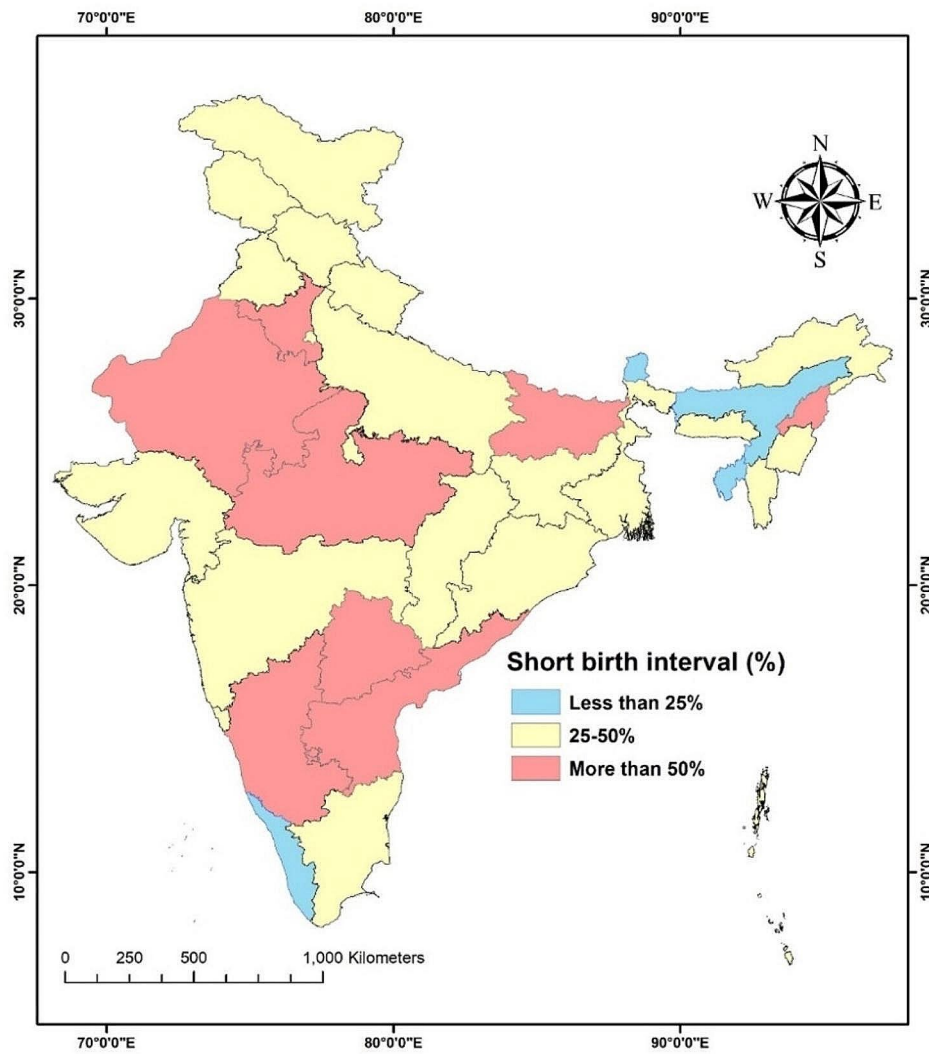 70°0'0"E 80°0'0"E 90°0'0"E
N
W E
S
30°0'0"N 30°0'0"N
20°0'0"N 20°0'0"N
Short birth interval (%)
Less than 25%
25-50%
More than 50%
10°0'0"N 10°0'0"N
0 250 500 1,000 Kilometers
70°0'0"E 80°0'0"E 90°0'0"E